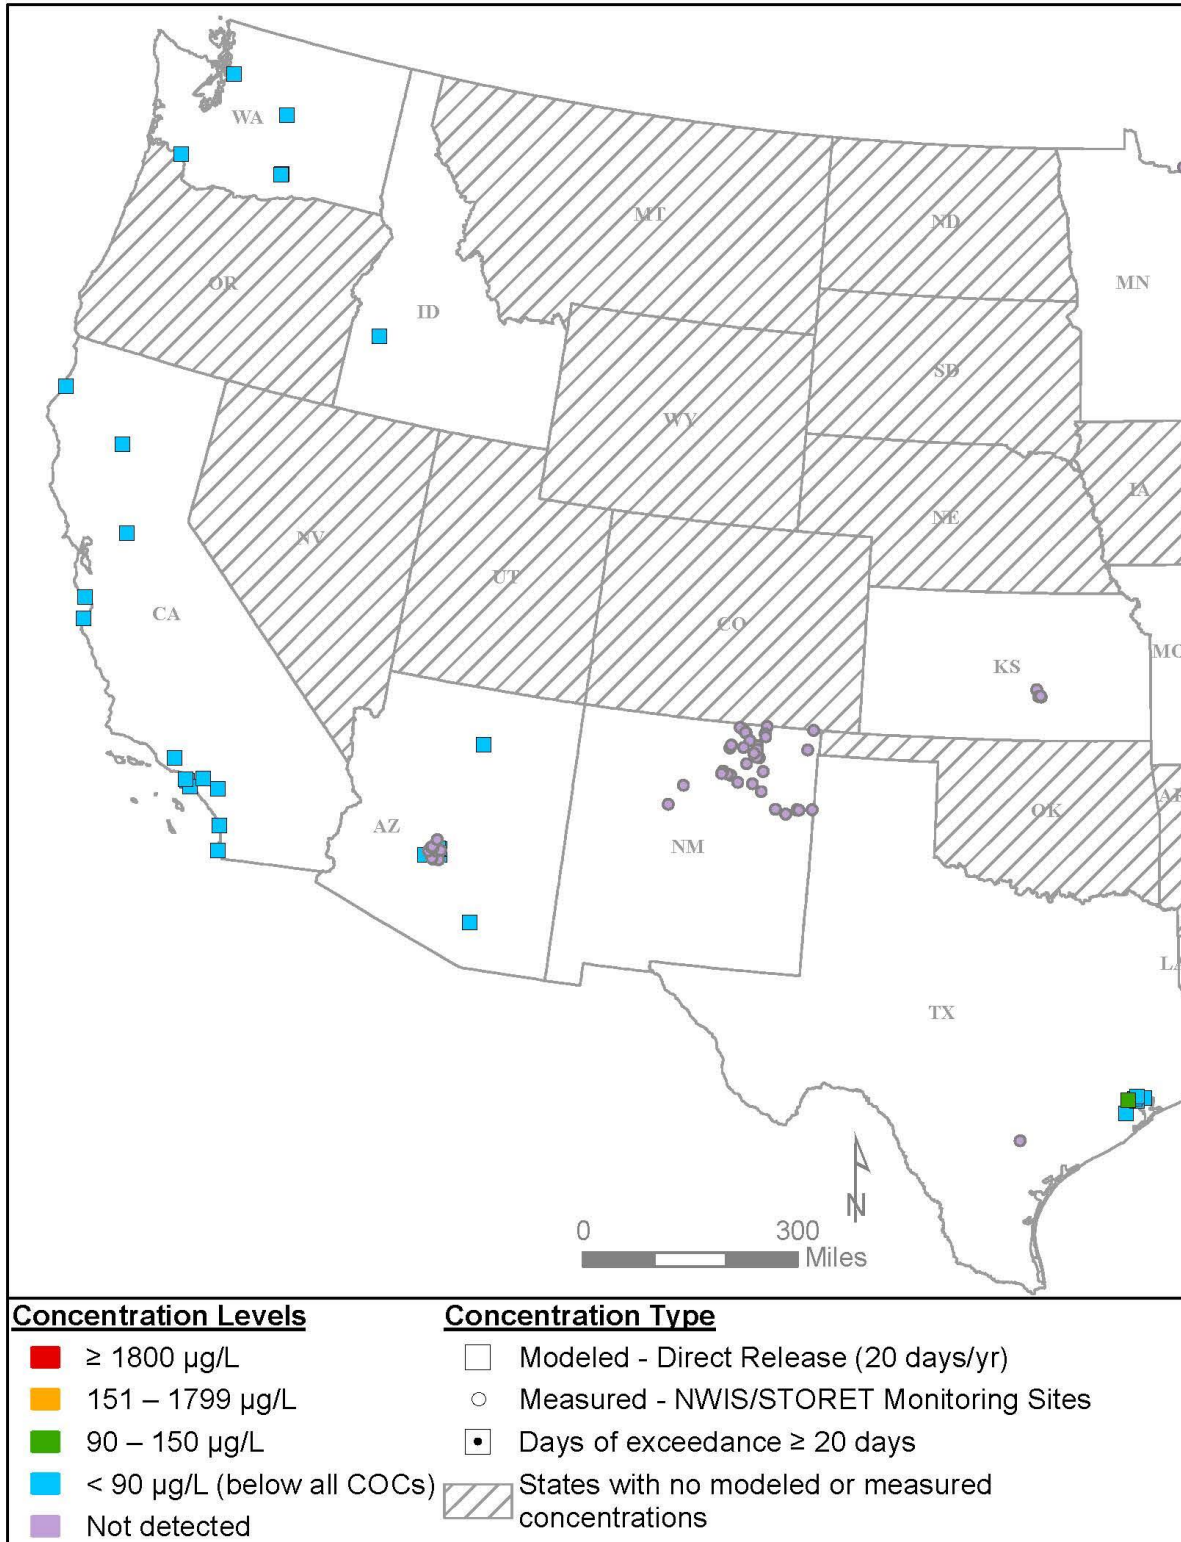 WA
MT
ND
MN
OR
ID
SD
WY
IA
NE
NV
UT
CO
CA
KS
MO
AZ
NM
OK
AR
LA
TX
N
0 300
Miles
Concentration Levels
≥ 1800 µg/L
151 – 1799 µg/L
90 – 150 µg/L
< 90 µg/L (below all COCs)
Not detected
Concentration Type
Modeled - Direct Release (20 days/yr)
Measured - NWIS/STORET Monitoring Sites
Days of exceedance ≥ 20 days
States with no modeled or measured
concentrations